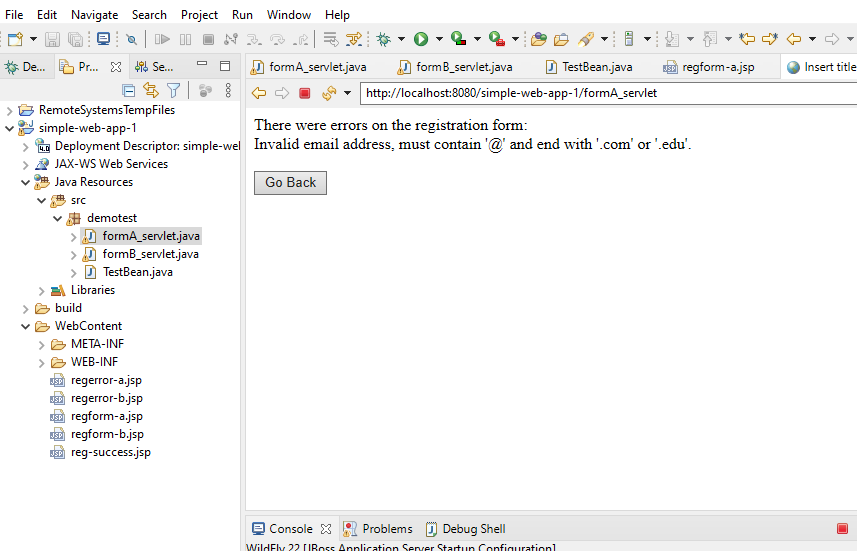 File Edit Navigate Search Project Run Window Help
De... Pr... Se...
formA_servlet.java formB_servlet.java TestBean.java regform-a.jsp Insert title
http://localhost:8080/simple-web-app-1/formA_servlet
RemoteSystemsTempFiles
simple-web-app-1
Deployment Descriptor: simple-wel
JAX-WS Web Services
Java Resources
src
demotest
formA_servlet.java
formB_servlet.java
TestBean.java
Libraries
build
WebContent
META-INF
WEB-INF
regerror-a.jsp
regerror-b.jsp
regform-a.jsp
regform-b.jsp
reg-success.jsp
There were errors on the registration form:
Invalid email address, must contain '@' and end with '.com' or '.edu'.
Go Back
Console Problems Debug Shell
WildFly 22 [JBoss Application Server Startup Configuration]